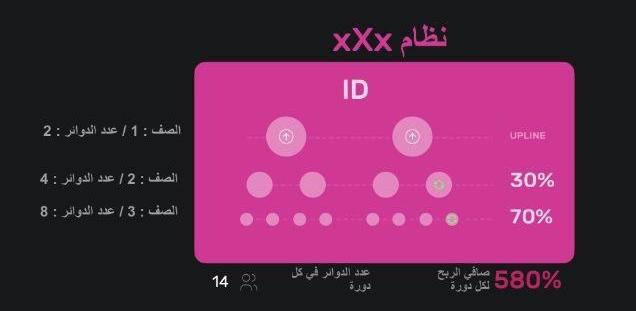 نظام xXx
ID
الصف : 1 / عدد الدوائر : 2
UPLINE
الصف : 2 / عدد الدوائر : 4
30%
الصف : 3 / عدد الدوائر : 8
70%
580%
صافي الربح
لكل دورة
عدد الدوائر في كل
دورة
14